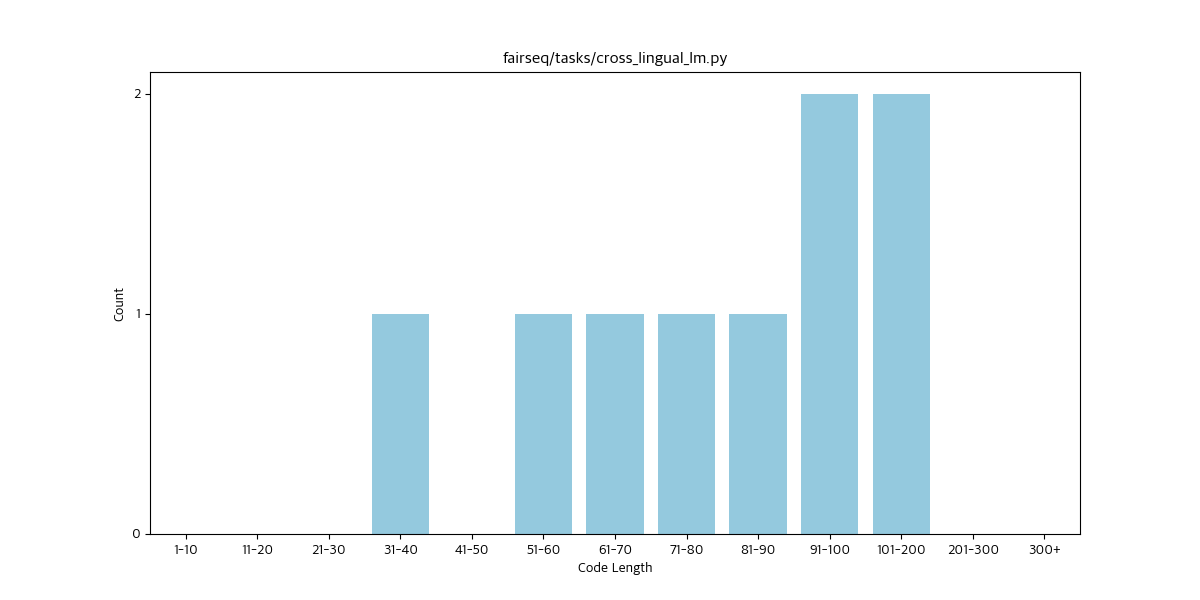 fairseq/tasks/cross_lingual_lm.py
2
1
0
Count
1-10 11-20 21-30 31-40 41-50 51-60 61-70 71-80 81-90 91-100 101-200 201-300 300+
Code Length